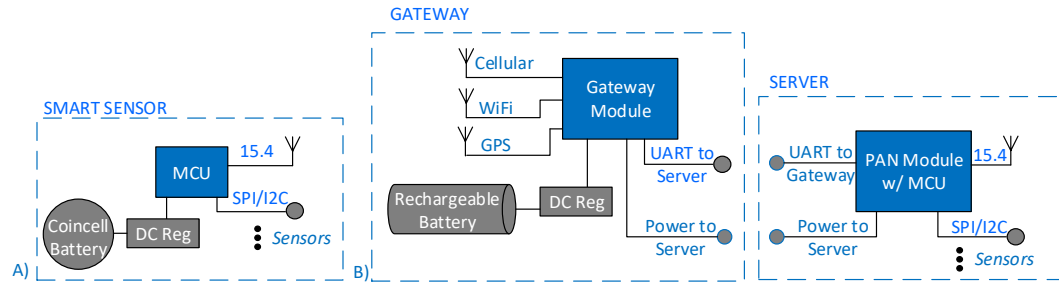 SMART SENSOR
15.4
MCU
SPI/I2C
Coincell
Battery
DC Reg
Sensors
A)
GATEWAY
Cellular
WiFi
GPS
Gateway
Module
UART to
Server
Rechargeable
Battery
DC Reg
Power to
Server
B)
SERVER
UART to
Gateway
PAN Module
w/ MCU
15.4
Power to
Server
SPI/I2C
Sensors